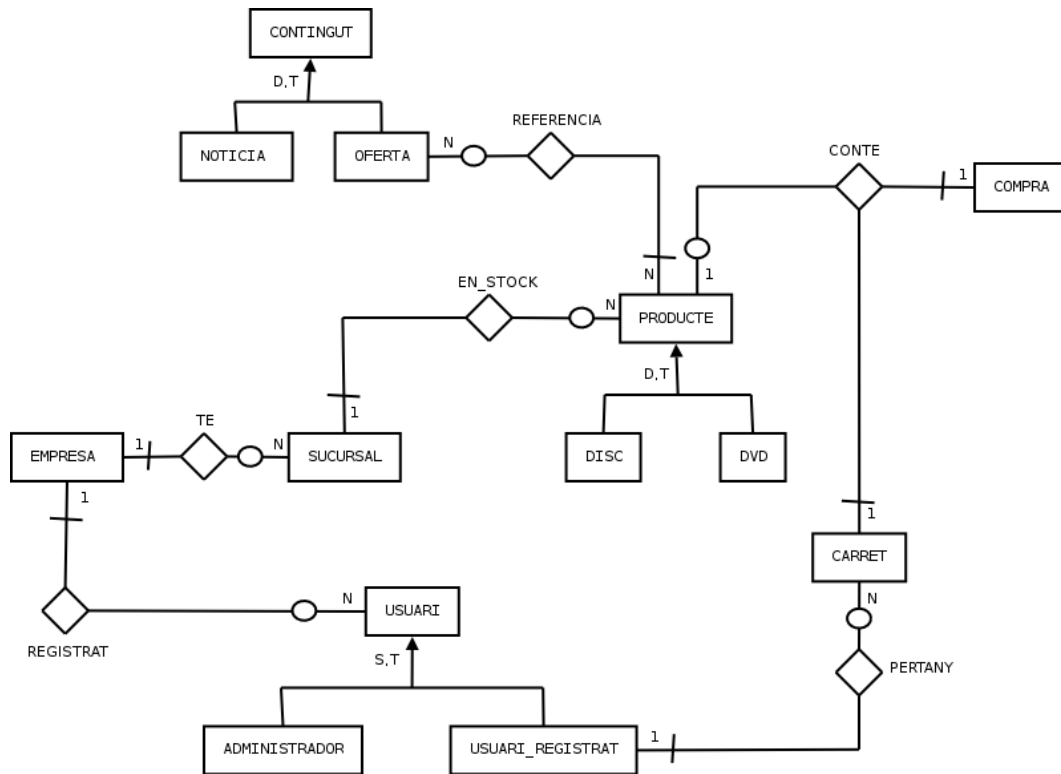 CONTINGUT
D,T
NOTICIA
OFERTA
N
REFERENCIA
CONTE
1
COMPRA
N
1
EN_STOCK
N
PRODUCTE
D,T
1
DISC
DVD
TE
EMPRESA
1
N
SUCURSAL
1
1
CARRET
N
REGISTRAT
N
USUARI
S,T
PERTANY
ADMINISTRADOR
USUARI_REGISTRAT
1